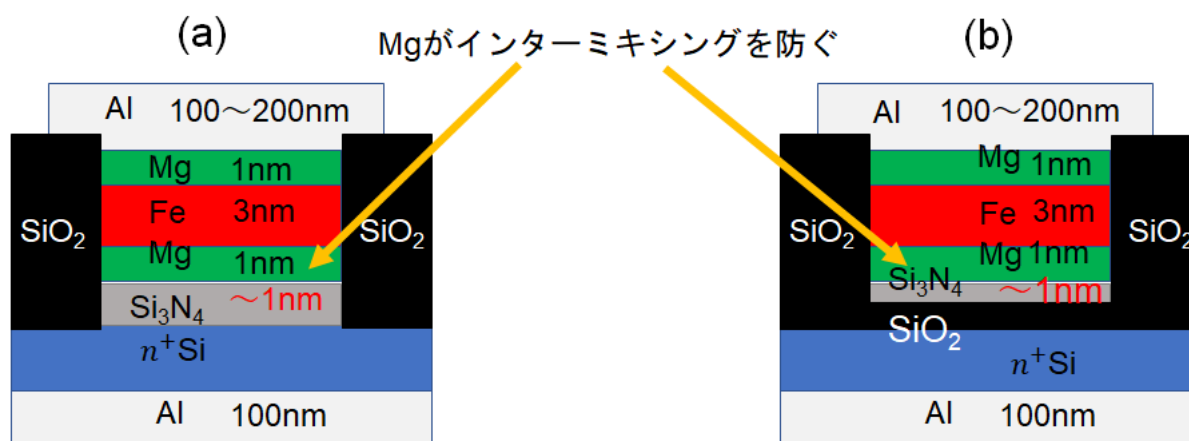 (a)
Mgがインターミキシングを防ぐ
(b)
Al 100～200nm
Mg 1nm
Fe 3nm
SiO₂
SiO₂
Mg 1nm
Si₃N₄ ～1nm
n⁺Si
Al 100nm
Al 100～200nm
Mg 1nm
Fe 3nm
SiO₂
SiO₂
Mg 1nm
Si₃N₄ ～1nm
SiO₂
n⁺Si
Al 100nm